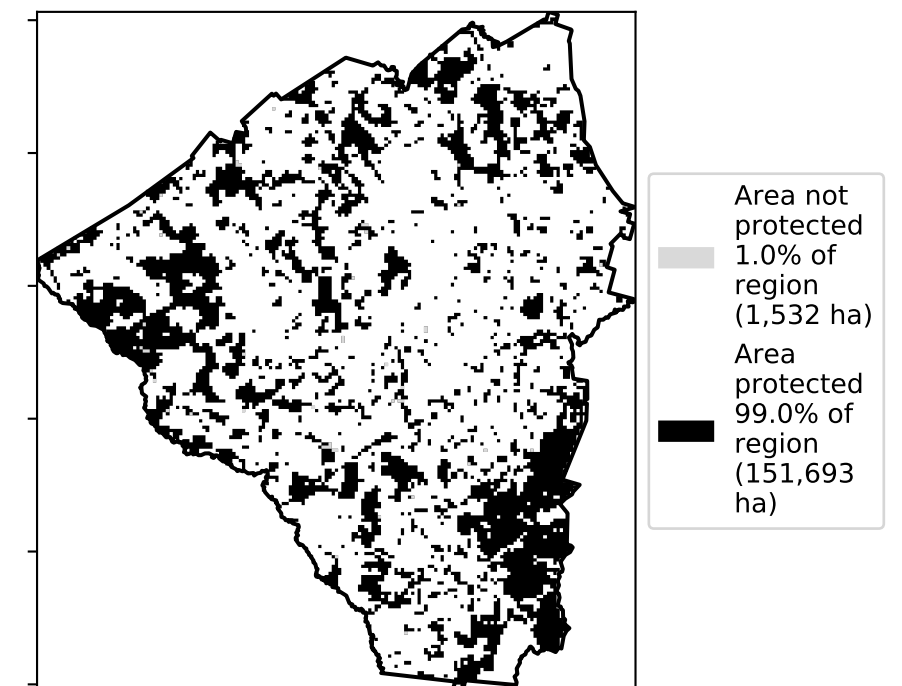 Area not
protected
1.0% of
region
(1,532 ha)
Area
protected
99.0% of
region
(151,693
ha)